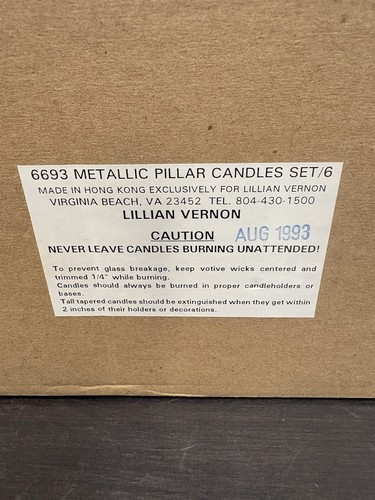 6693 METALLIC PILLAR CANDLES SET/6
MADE IN HONG KONG EXCLUSIVELY FOR LILLIAN VERNON
VIRGINIA BEACH, VA 23452 TEL. 804-430-1500
LILLIAN VERNON
CAUTION AUG 1993
NEVER LEAVE CANDLES BURNING UNATTENDED!
To prevent glass breakage, keep votive wicks centered and
trimmed 1/4" while burning.
Candles should always be burned in proper candleholders or
bases.
Tall tapered candles should be extinguished when they get within
2 inches of their holders or decorations.